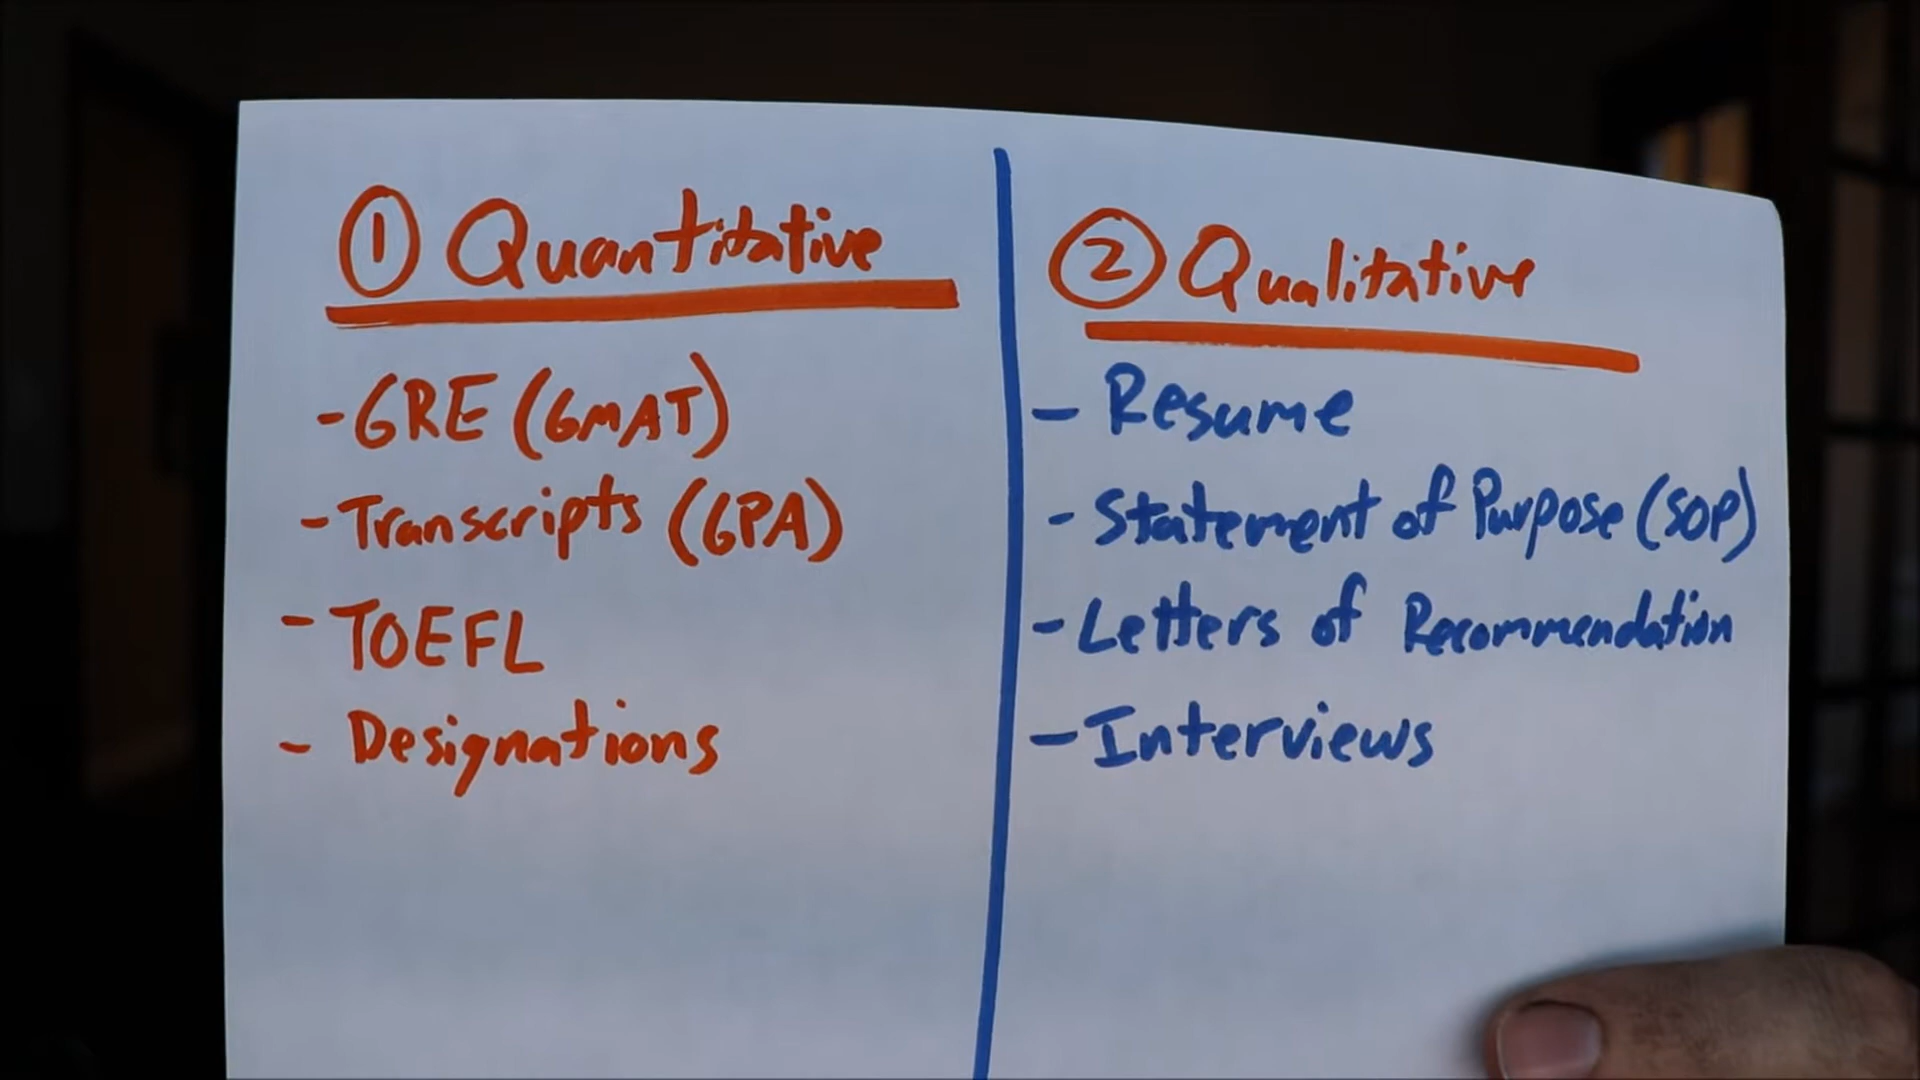 ① Quantitative
- GRE (GMAT)
- Transcripts (GPA)
- TOEFL
- Designations
② Qualitative
- Resume
- Statement of Purpose (SOP)
- Letters of Recommendation
- Interviews